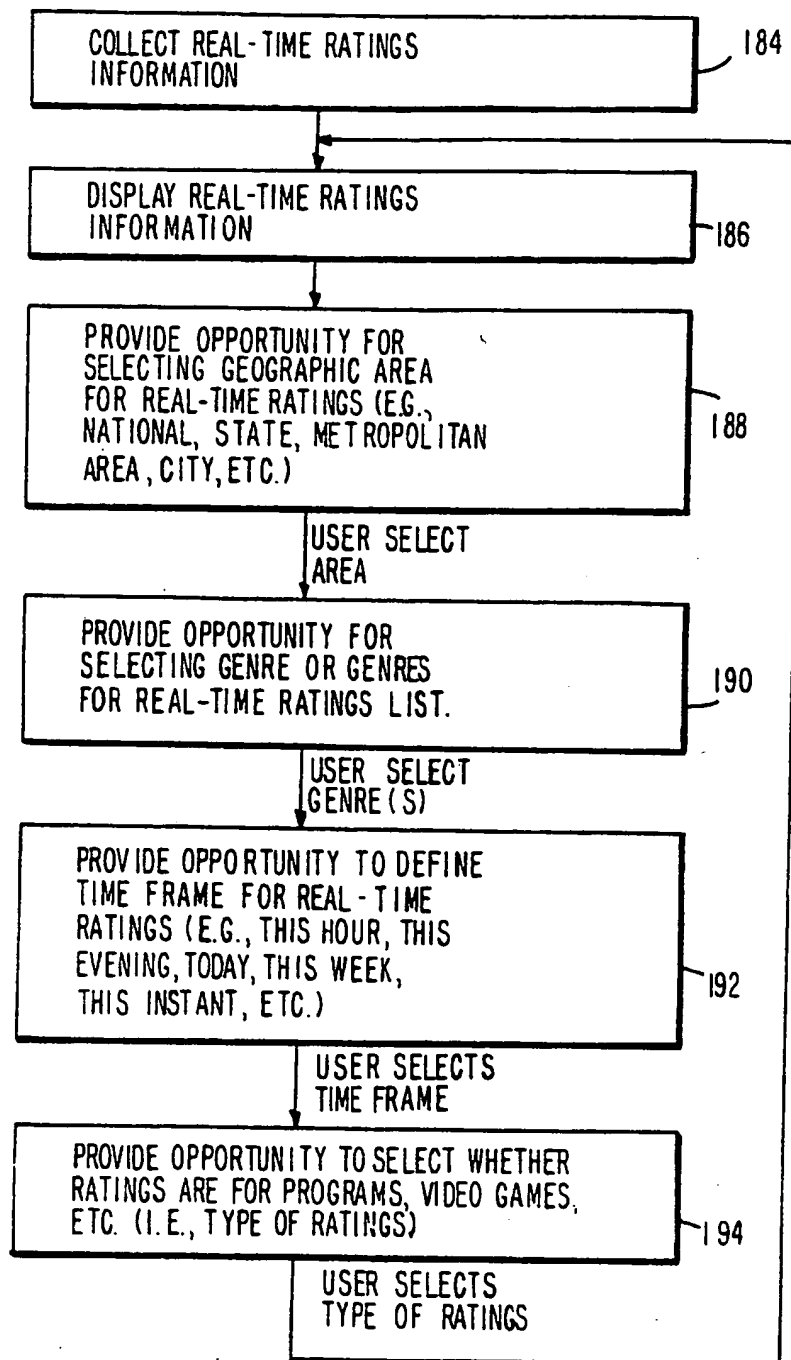 COLLECT REAL-TIME RATINGS
INFORMATION
184
DISPLAY REAL-TIME RATINGS
INFORMATION
186
PROVIDE OPPORTUNITY FOR
SELECTING GEOGRAPHIC AREA
FOR REAL-TIME RATINGS (E.G.,
NATIONAL, STATE, METROPOLITAN
AREA, CITY, ETC.)
188
USER SELECT
AREA
PROVIDE OPPORTUNITY FOR
SELECTING GENRE OR GENRES
FOR REAL-TIME RATINGS LIST.
190
USER SELECT
GENRE(S)
PROVIDE OPPORTUNITY TO DEFINE
TIME FRAME FOR REAL-TIME
RATINGS (E.G., THIS HOUR, THIS
EVENING, TODAY, THIS WEEK,
THIS INSTANT, ETC.)
192
USER SELECTS
TIME FRAME
PROVIDE OPPORTUNITY TO SELECT WHETHER
RATINGS ARE FOR PROGRAMS, VIDEO GAMES,
ETC. (I.E., TYPE OF RATINGS)
194
USER SELECTS
TYPE OF RATINGS